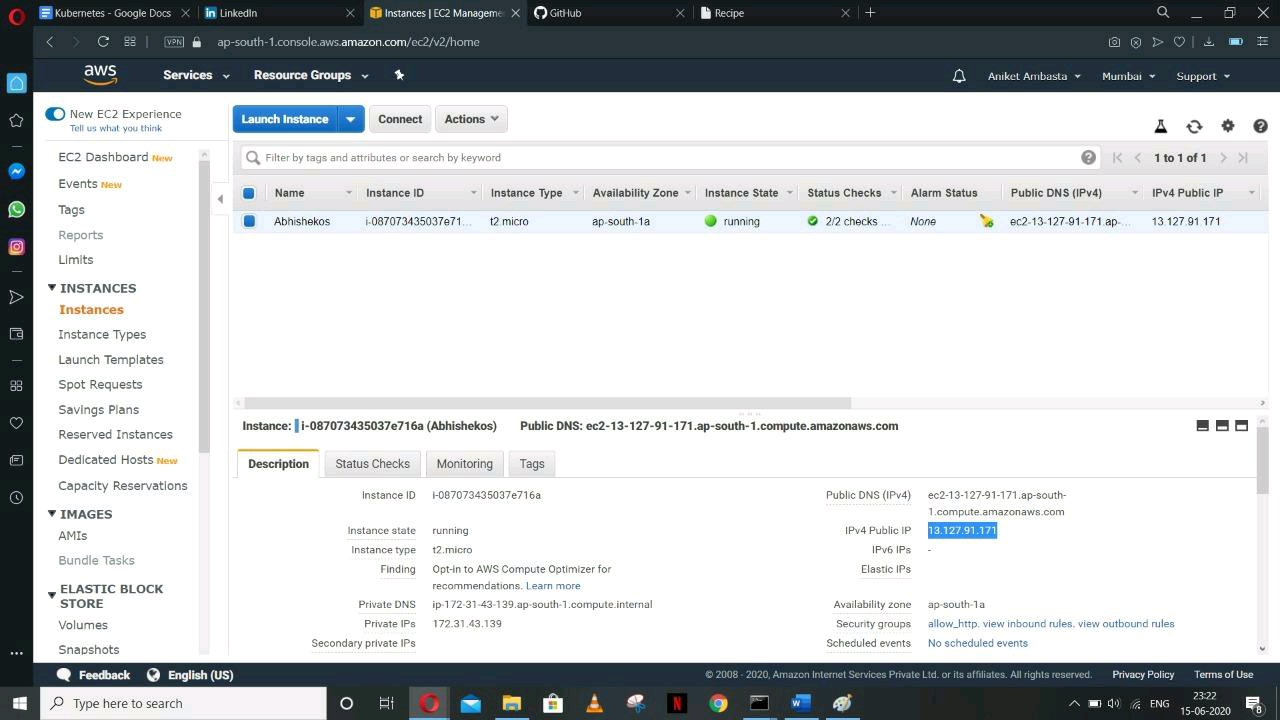 Kubernetes - Google Docs
LinkedIn
Instances | EC2 Manageme
GitHub
Recipe
VPN
ap-south-1.console.aws.amazon.com/ec2/v2/home
aws
Services
Resource Groups
Aniket Ambasta
Mumbai
Support
New EC2 Experience
Tell us what you think
Launch Instance
Connect
Actions
EC2 Dashboard New
Events New
Tags
Reports
Limits
INSTANCES
Instances
Instance Types
Launch Templates
Spot Requests
Savings Plans
Reserved Instances
Dedicated Hosts New
Capacity Reservations
IMAGES
AMIs
Bundle Tasks
ELASTIC BLOCK
STORE
Volumes
Snapshots
Filter by tags and attributes or search by keyword
1 to 1 of 1
Name Instance ID Instance Type Availability Zone Instance State Status Checks Alarm Status Public DNS (IPv4) IPv4 Public IP
Abhishekos i-087073435037e71... t2.micro ap-south-1a running 2/2 checks ... None ec2-13-127-91-171.ap-... 13.127.91.171
Instance: i-087073435037e716a (Abhishekos) Public DNS: ec2-13-127-91-171.ap-south-1.compute.amazonaws.com
Description
Status Checks
Monitoring
Tags
Instance ID i-087073435037e716a
Instance state running
Instance type t2.micro
Finding Opt-in to AWS Compute Optimizer for
recommendations. Learn more
Private DNS ip-172-31-43-139.ap-south-1.compute.internal
Private IPs 172.31.43.139
Secondary private IPs
Public DNS (IPv4) ec2-13-127-91-171.ap-south-
1.compute.amazonaws.com
IPv4 Public IP 13.127.91.171
IPv6 IPs -
Elastic IPs
Availability zone ap-south-1a
Security groups allow_http. view inbound rules. view outbound rules
Scheduled events No scheduled events
Feedback
English (US)
© 2008 - 2020, Amazon Internet Services Private Ltd. or its affiliates. All rights reserved.
Privacy Policy
Terms of Use
Type here to search
ENG
23:22
15-06-2020
8